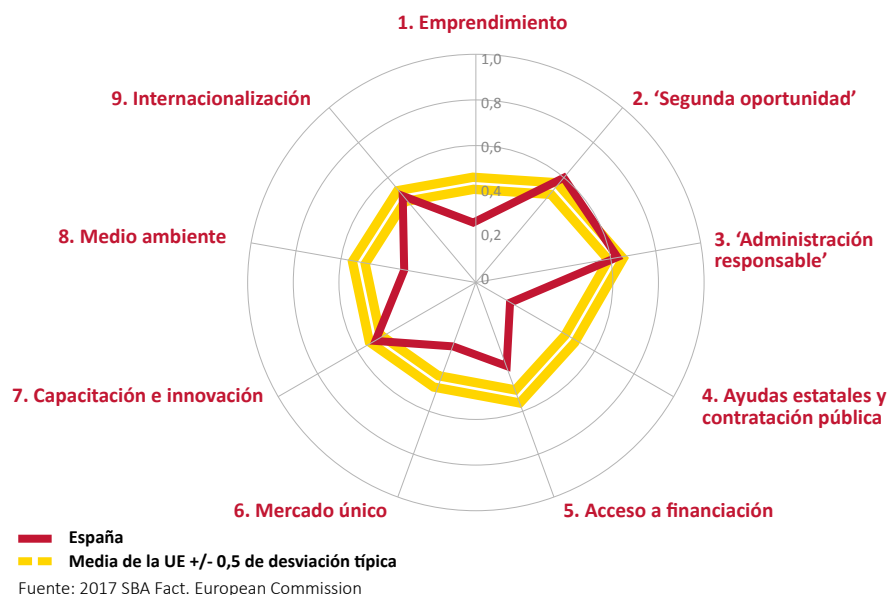 1. Emprendimiento
1,0
0,8
0,6
0,4
0,2
0
2. ‘Segunda oportunidad’
3. ‘Administración
responsable’
4. Ayudas estatales y
contratación pública
5. Acceso a financiación
6. Mercado único
7. Capacitación e innovación
8. Medio ambiente
9. Internacionalización
España
Media de la UE +/- 0,5 de desviación típica
Fuente: 2017 SBA Fact. European Commission